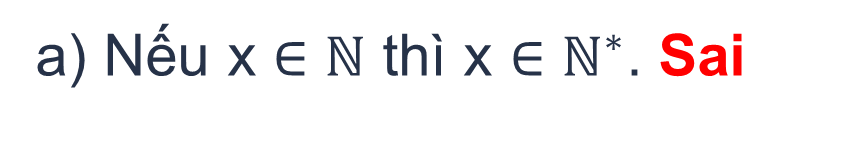 a) Nếu x ∈ ℕ thì x ∈ ℕ*. Sai